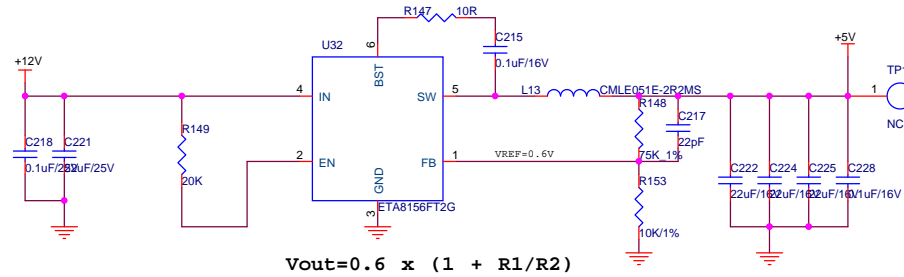 R147 10R
C215
0.1uF/16V
U32
+12V
+5V
6
BST
4 IN
SW 5
L13 CMLE051E-2R2MS
TP1
1
NC
R148
75K_1%
C217
22pF
R149
20K
C218
0.1uF/25V
C221
22uF/25V
2 EN
FB 1
VREF=0.6V
GND
3
ETA8156FT2G
R153
10K/1%
C222
22uF/16V
C224
22uF/16V
C225
22uF/16V
C228
0.1uF/16V
Vout=0.6 x (1 + R1/R2)